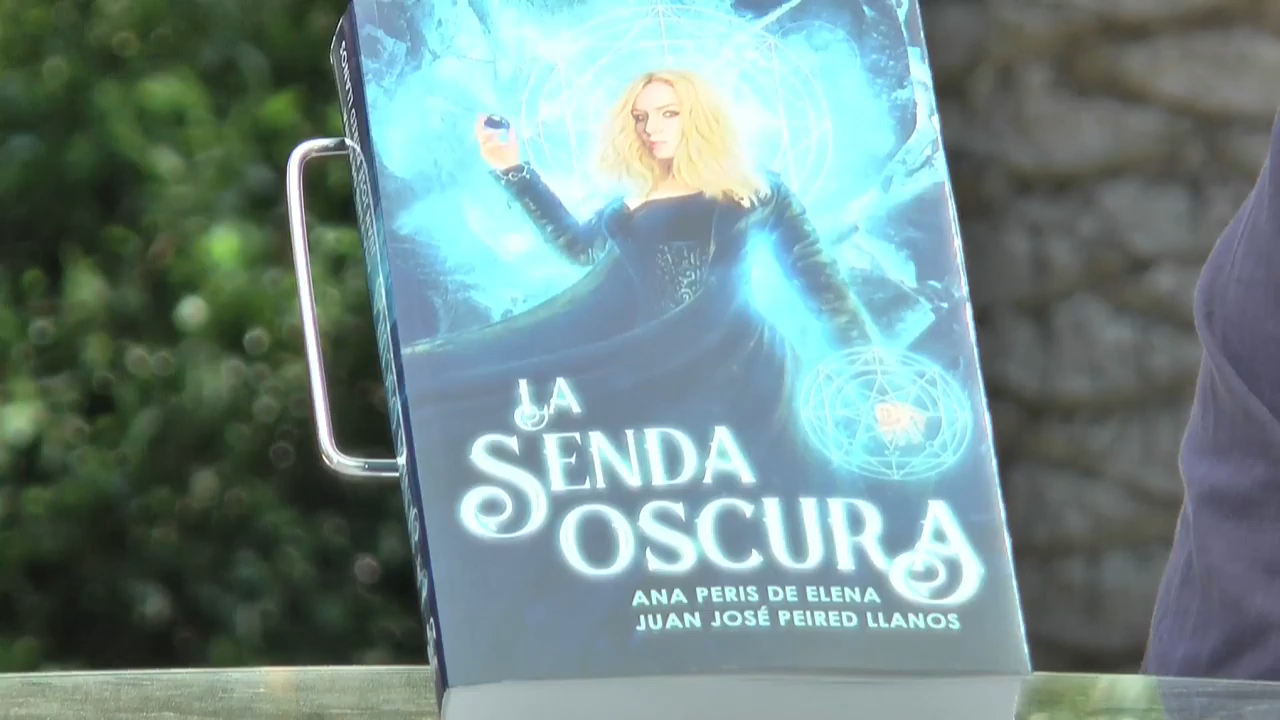 LA
SENDA
OSCURA
ANA PERIS DE ELENA
JUAN JOSÉ PEIRED LLANOS